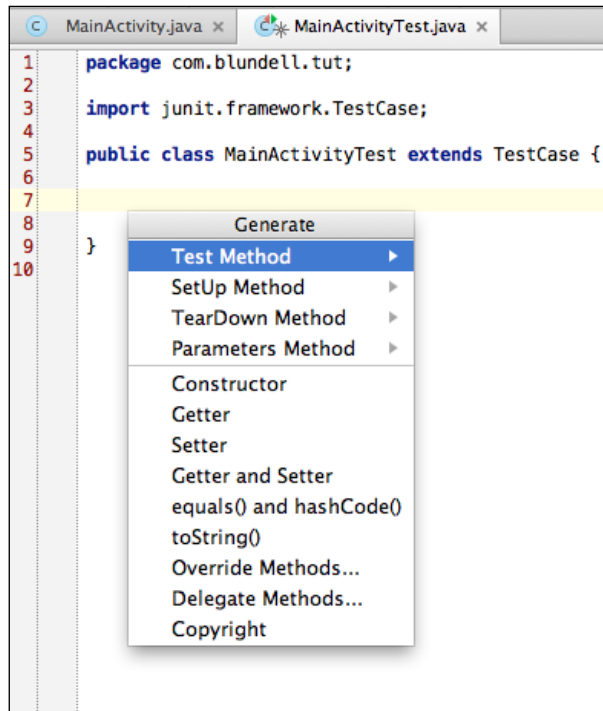 C MainActivity.java × C MainActivityTest.java ×
1 package com.blundell.tut;
2
3 import junit.framework.TestCase;
4
5 public class MainActivityTest extends TestCase {
6
7
8
9 }
10
Generate
Test Method
SetUp Method
TearDown Method
Parameters Method
Constructor
Getter
Setter
Getter and Setter
equals() and hashCode()
toString()
Override Methods...
Delegate Methods...
Copyright